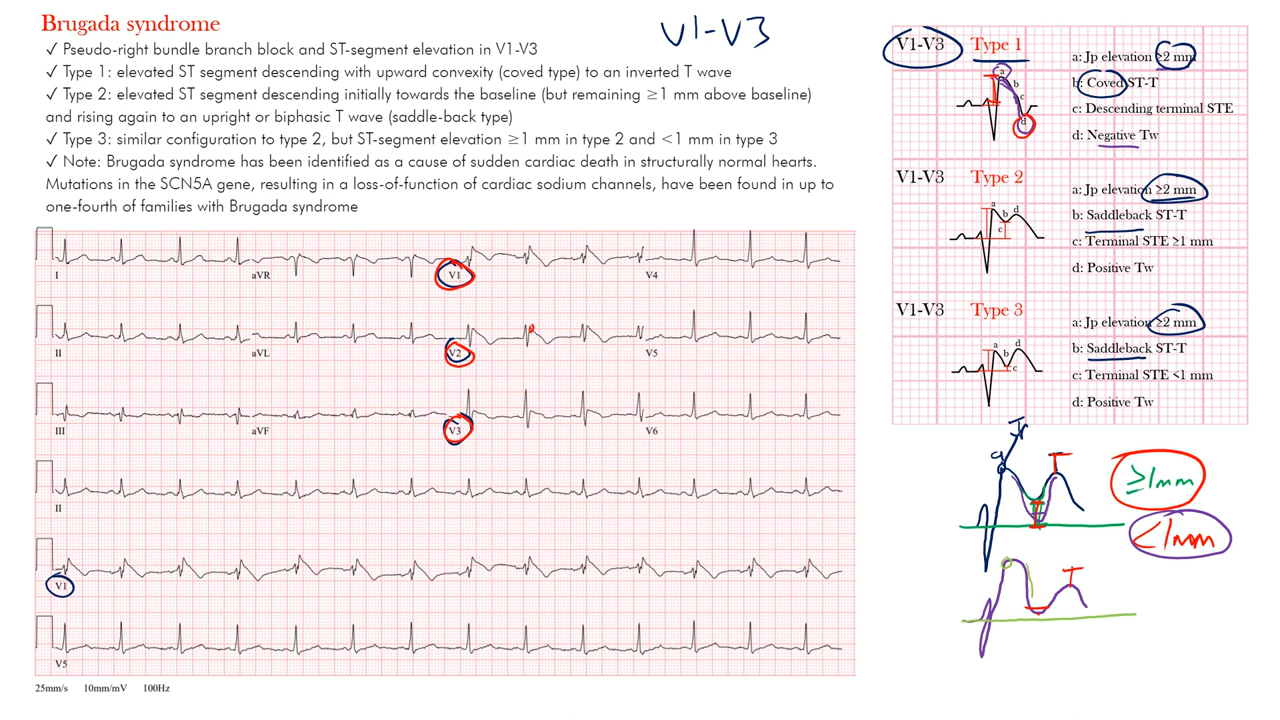 Brugada syndrome
V1-V3
✓ Pseudo-right bundle branch block and ST-segment elevation in V1-V3
✓ Type 1: elevated ST segment descending with upward convexity (coved type) to an inverted T wave
✓ Type 2: elevated ST segment descending initially towards the baseline (but remaining ≥1 mm above baseline)
and rising again to an upright or biphasic T wave (saddle-back type)
✓ Type 3: similar configuration to type 2, but ST-segment elevation ≥1 mm in type 2 and <1 mm in type 3
✓ Note: Brugada syndrome has been identified as a cause of sudden cardiac death in structurally normal hearts.
Mutations in the SCN5A gene, resulting in a loss-of-function of cardiac sodium channels, have been found in up to
one-fourth of families with Brugada syndrome
I aVR V1 V4
II aVL V2 V5
III aVF V3 V6
II
V1
V5
25mm/s 10mm/mV 100Hz
V1-V3 Type 1
a: Jp elevation ≥2 mm
b: Coved ST-T
c: Descending terminal STE
d: Negative Tw
a
b
c
d
V1-V3 Type 2
a: Jp elevation ≥2 mm
b: Saddleback ST-T
c: Terminal STE ≥1 mm
d: Positive Tw
a
b d
c
V1-V3 Type 3
a: Jp elevation ≥2 mm
b: Saddleback ST-T
c: Terminal STE <1 mm
d: Positive Tw
a d
b
c
T
≥1mm
<1mm
T